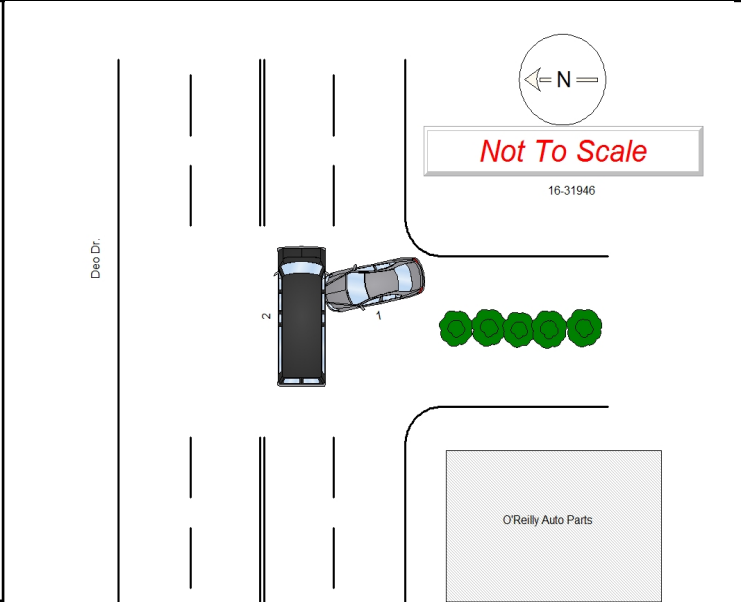 N
Not To Scale
16-31946
Deo Dr.
2
1
O'Reilly Auto Parts